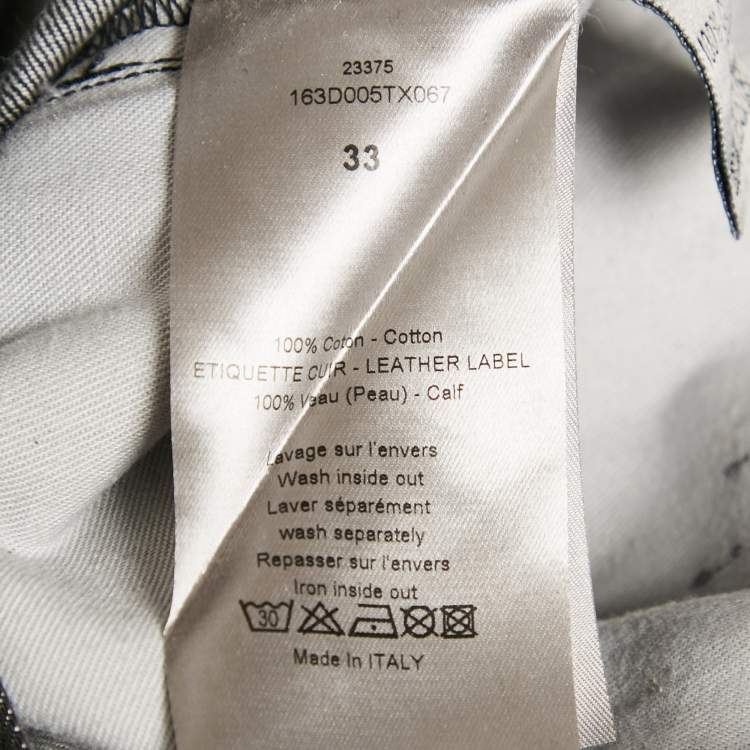 23375
163D005TX067
33
100% Coton - Cotton
ETIQUETTE CUIR - LEATHER LABEL
100% Veau (Peau) - Calf
Lavage sur l'envers
Wash inside out
Laver séparément
wash separately
Repasser sur l'envers
Iron inside out
30
Made In ITALY